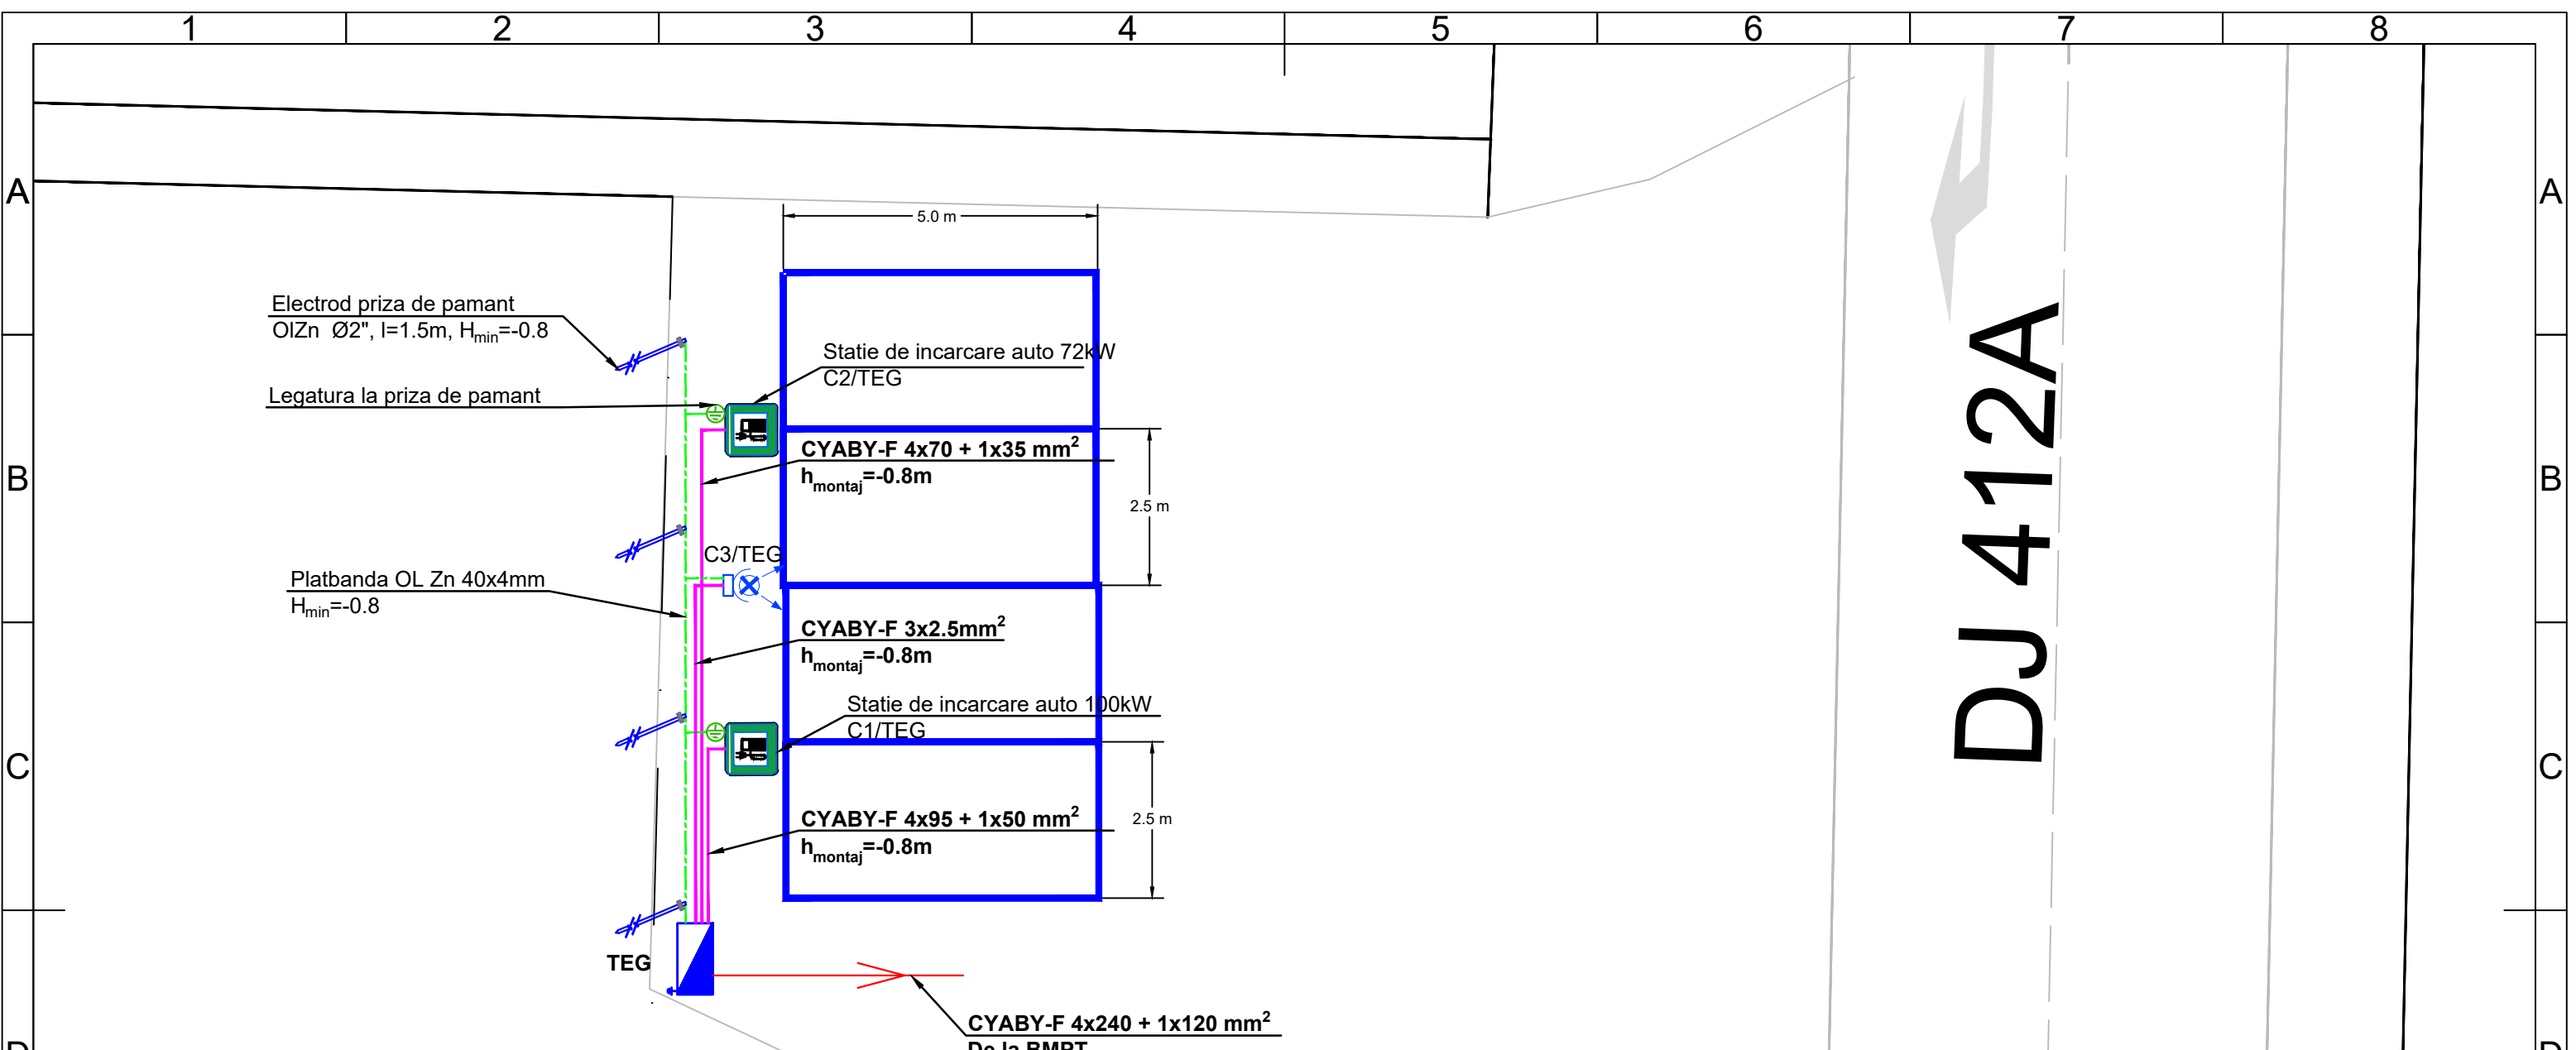 1 2 3 4 5 6 7 8
A A
5.0 m
Electrod priza de pamant
OlZn Ø2", l=1.5m, Hmin=-0.8
Statie de incarcare auto 72kW
C2/TEG
Legatura la priza de pamant
CYABY-F 4x70 + 1x35 mm²
hmontaj=-0.8m
B B
2.5 m
DJ 412A
C3/TEG
Platbanda OL Zn 40x4mm
Hmin=-0.8
CYABY-F 3x2.5mm²
hmontaj=-0.8m
Statie de incarcare auto 100kW
C1/TEG
C C
CYABY-F 4x95 + 1x50 mm²
hmontaj=-0.8m
2.5 m
TEG
CYABY-F 4x240 + 1x120 mm²
De la BMPT
D D